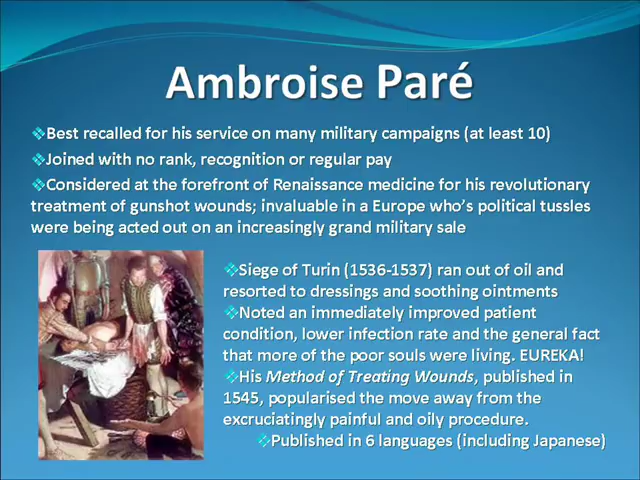 Ambroise Paré
❖Best recalled for his service on many military campaigns (at least 10)
❖Joined with no rank, recognition or regular pay
❖Considered at the forefront of Renaissance medicine for his revolutionary
treatment of gunshot wounds; invaluable in a Europe who's political tussles
were being acted out on an increasingly grand military sale
❖Siege of Turin (1536-1537) ran out of oil and
resorted to dressings and soothing ointments
❖Noted an immediately improved patient
condition, lower infection rate and the general fact
that more of the poor souls were living. EUREKA!
❖His Method of Treating Wounds, published in
1545, popularised the move away from the
excruciatingly painful and oily procedure.
❖Published in 6 languages (including Japanese)